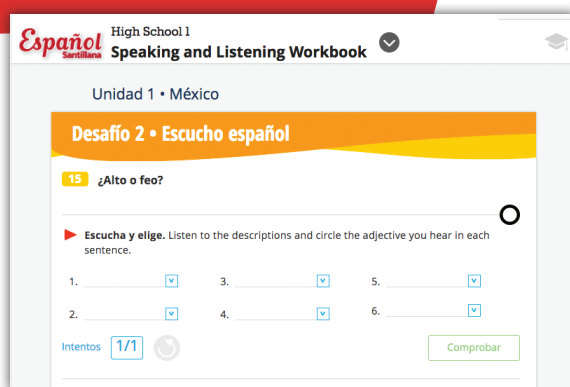 Español
Santillana
High School 1
Speaking and Listening Workbook
Unidad 1 • México
Desafío 2 • Escucho español
15 ¿Alto o feo?
Escucha y elige. Listen to the descriptions and circle the adjective you hear in each
sentence.
1. 3. 5.
2. 4. 6.
Intentos 1/1 Comprobar